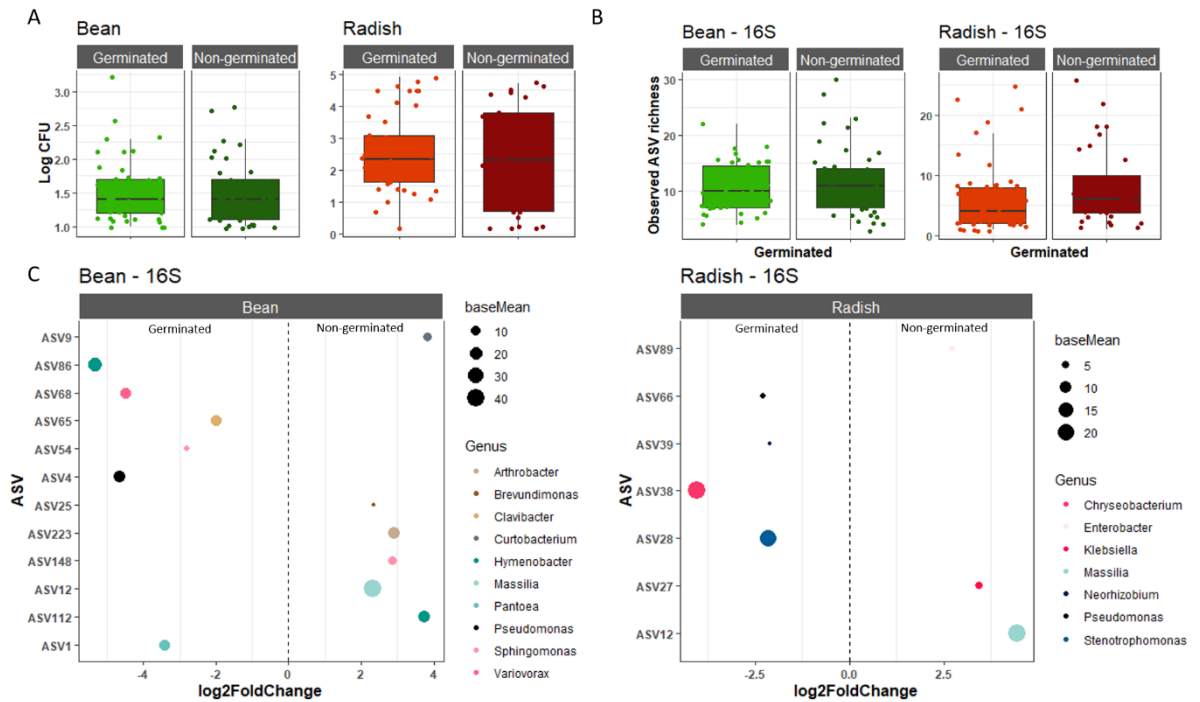 A
Bean
Germinated
Non-germinated
Log CFU
3.0
2.5
2.0
1.5
1.0
Radish
Germinated
Non-germinated
5
4
3
2
1
0
B
Bean - 16S
Germinated
Non-germinated
Observed ASV richness
30
20
10
Radish - 16S
Germinated
Non-germinated
20
10
0
Germinated
Germinated
C
Bean - 16S
Bean
Germinated
Non-germinated
ASV
ASV9
ASV86
ASV68
ASV65
ASV54
ASV4
ASV25
ASV223
ASV148
ASV12
ASV112
ASV1
-4 -2 0 2 4
log2FoldChange
baseMean
10
20
30
40
Genus
Arthrobacter
Brevundimonas
Clavibacter
Curtobacterium
Hymenobacter
Massilia
Pantoea
Pseudomonas
Sphingomonas
Variovorax
Radish - 16S
Radish
Germinated
Non-germinated
ASV
ASV89
ASV66
ASV39
ASV38
ASV28
ASV27
ASV12
-2.5 0.0 2.5
log2FoldChange
baseMean
5
10
15
20
Genus
Chryseobacterium
Enterobacter
Klebsiella
Massilia
Neorhizobium
Pseudomonas
Stenotrophomonas